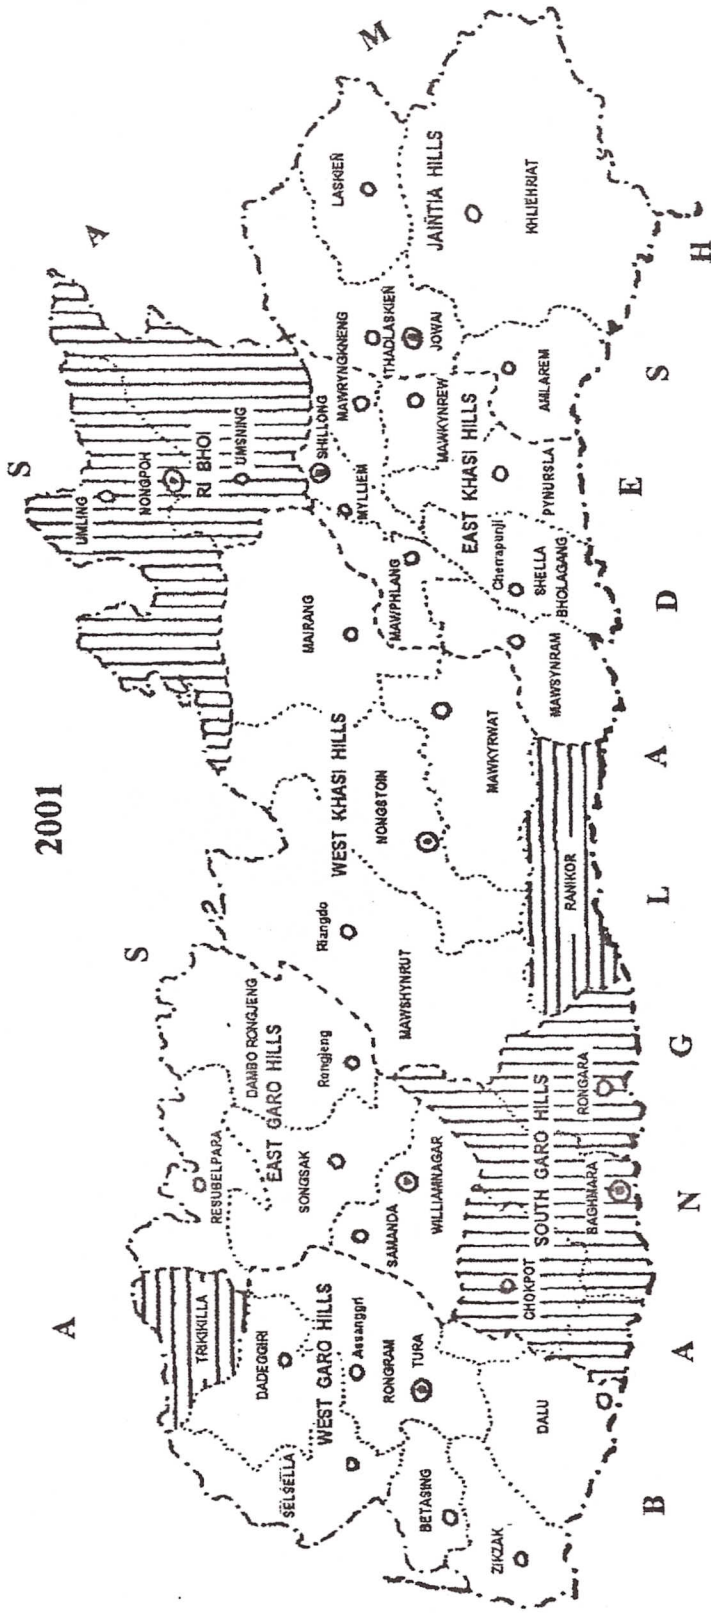 2001
A
S
S
A
M
B
A
N
G
L
A
D
E
S
H
TRIKIKILLA
DADEGGIRI
SELSELLA
WEST GARO HILLS
Assanggri
RONGRAM
TURA
BETASING
ZIKZAK
DALU
RESUBELPARA
DAMBO RONGJENG
EAST GARO HILLS
Rongjeng
SONGSAK
SAMANDA
WILLIAMNAGAR
CHOKPOT
SOUTH GARO HILLS
BAGHMARA
RONGARA
Riangdo
MAWSHYNRUT
WEST KHASI HILLS
NONGSTOIN
MAIRANG
MAWKYRWAT
RANIKOR
UMLING
NONGPOH
RI BHOI
UMSNING
SHILLONG
MYLLIEM
MAWRYNGKNENG
MAWPHLANG
MAWKYNREW
EAST KHASI HILLS
Cherrapunji
SHELLA
BHOLAGANG
PYNURSLA
MAWSYNRAM
LASKIEÑ
THADLASKIEÑ
JOWAI
JAIÑTIA HILLS
KHLIEHRIAT
AMLAREM